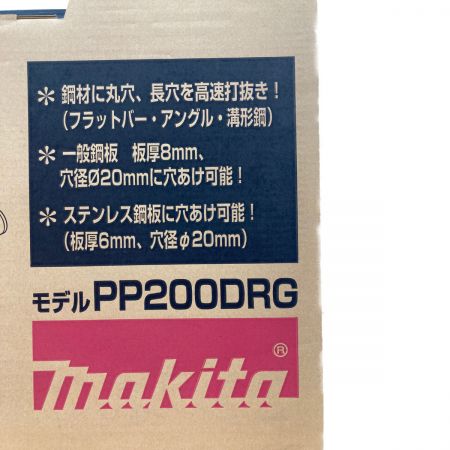 ＊鋼材に丸穴、長穴を高速打抜き！
（フラットバー・アングル・溝形鋼）
＊一般鋼板　板厚8mm、
穴径Ø20mmに穴あけ可能！
＊ステンレス鋼板に穴あけ可能！
（板厚6mm、穴径φ20mm）
モデルPP200DRG
makita®